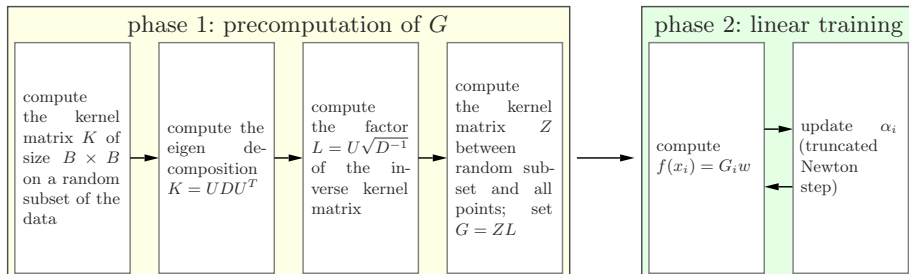 phase 1: precomputation of G
compute
the kernel
matrix K of
size B × B
on a random
subset of the
data
compute the
eigen de-
composition
K = UDU^T
compute
the factor
L = U√D^{-1}
of the in-
verse kernel
matrix
compute
the kernel
matrix Z
between
random sub-
set and all
points; set
G = ZL
phase 2: linear training
compute
f(x_i) = G_i w
update α_i
(truncated
Newton
step)